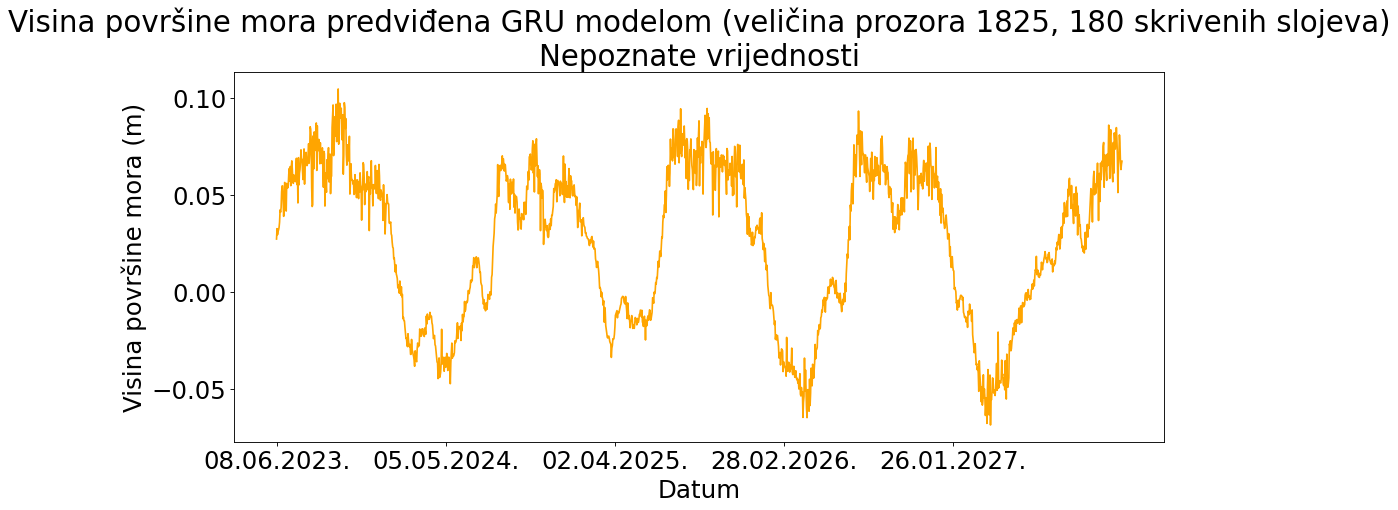 Visina površine mora predviđena GRU modelom (veličina prozora 1825, 180 skrivenih slojeva)
Nepoznate vrijednosti
Visina površine mora (m)
0.10
0.05
0.00
−0.05
08.06.2023. 05.05.2024. 02.04.2025. 28.02.2026. 26.01.2027.
Datum